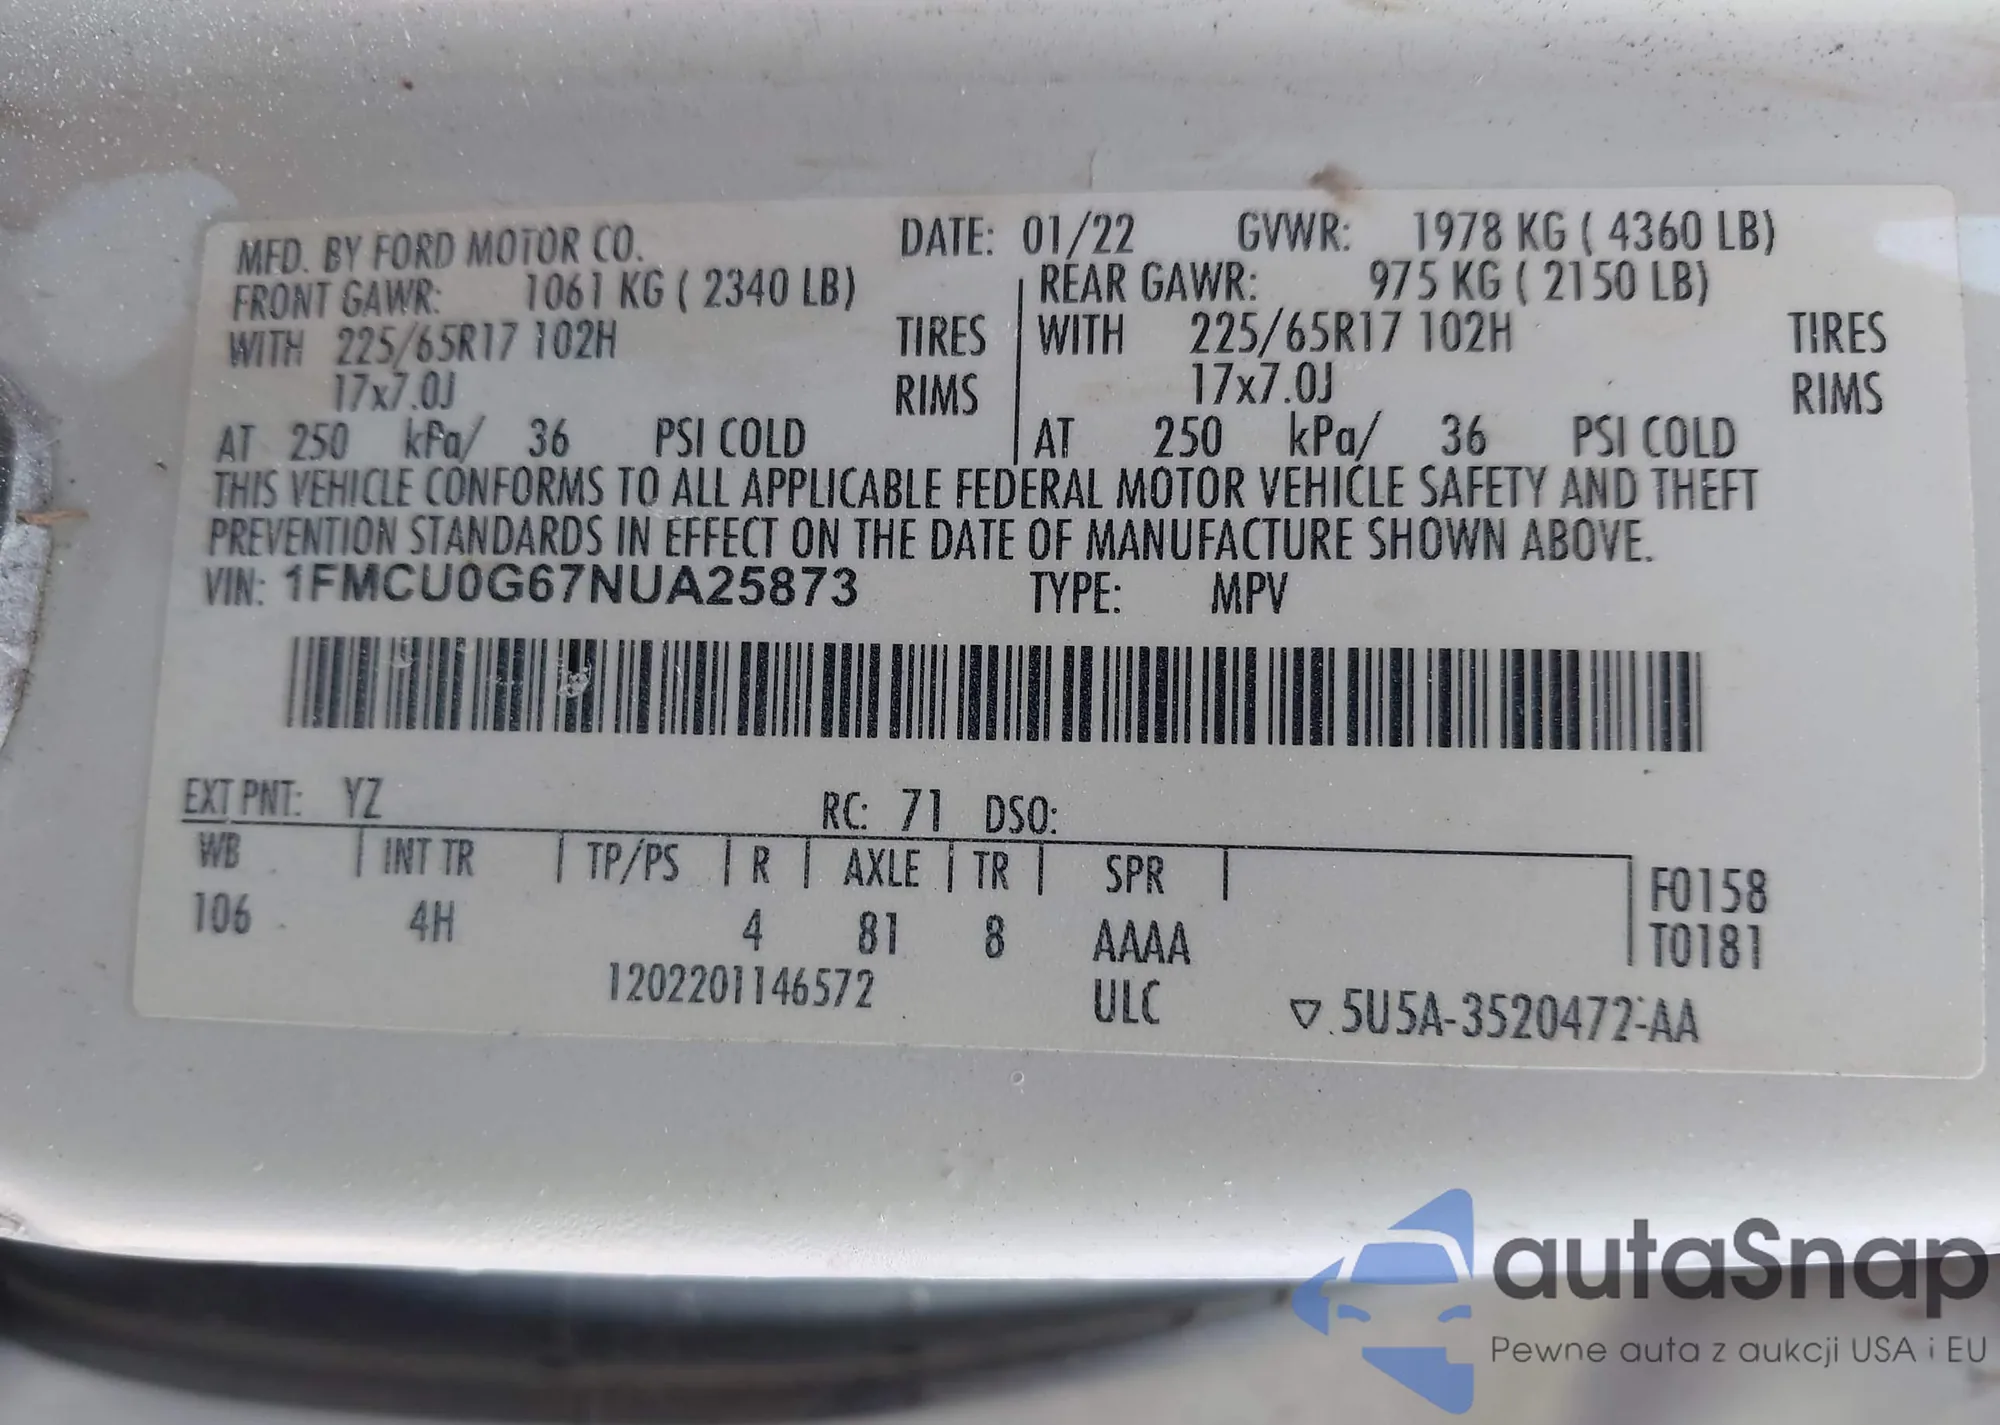 MFD. BY FORD MOTOR CO. DATE: 01/22 GVWR: 1978 KG ( 4360 LB)
FRONT GAWR: 1061 KG ( 2340 LB) REAR GAWR: 975 KG ( 2150 LB)
WITH 225/65R17 102H TIRES WITH 225/65R17 102H TIRES
17x7.0J RIMS 17x7.0J RIMS
AT 250 kPa/ 36 PSI COLD AT 250 kPa/ 36 PSI COLD
THIS VEHICLE CONFORMS TO ALL APPLICABLE FEDERAL MOTOR VEHICLE SAFETY AND THEFT
PREVENTION STANDARDS IN EFFECT ON THE DATE OF MANUFACTURE SHOWN ABOVE.
VIN: 1FMCU0G67NUA25873 TYPE: MPV
EXT PNT: YZ RC: 71 DSO:
WB INT TR TP/PS R AXLE TR SPR F0158
106 4H 4 81 8 AAAA T0181
1202201146572 ULC ▽ 5U5A-3520472-AA
autaSnap
Pewne auta z aukcji USA i EU